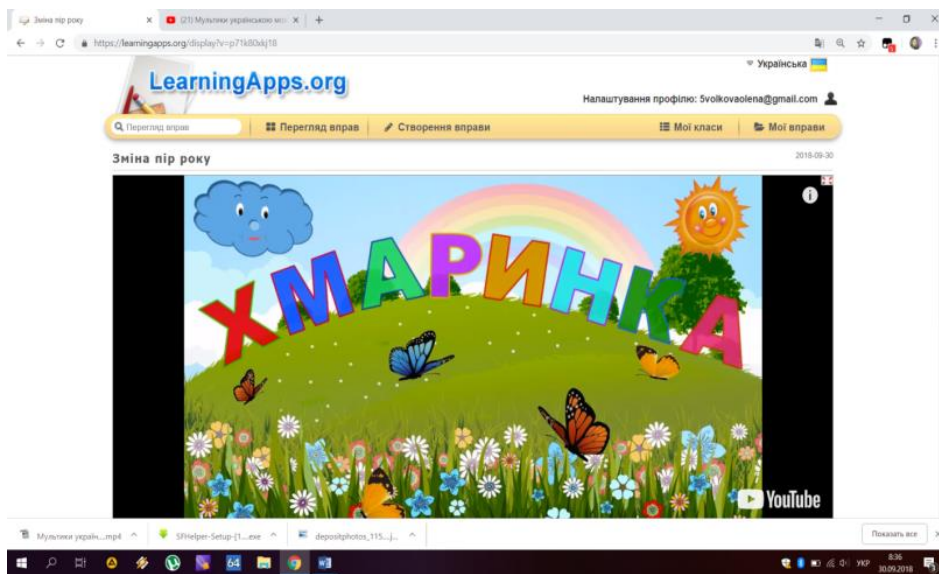 Зміна пір року
(21) Мультики українською мо
https://learningapps.org/display?v=p71k80xkj18
Українська
LearningApps.org
Налаштування профілю: 5volkovaolena@gmail.com
Перегляд вправ
Перегляд вправ
Створення вправи
Мої класи
Мої вправи
Зміна пір року
2018-09-30
ХМАРИНКА
YouTube
Мультики україн....mp4
SFHelper-Setup-[1....exe
depositphotos_115....j...
Показать все
64
УКР
8:36
30.09.2018